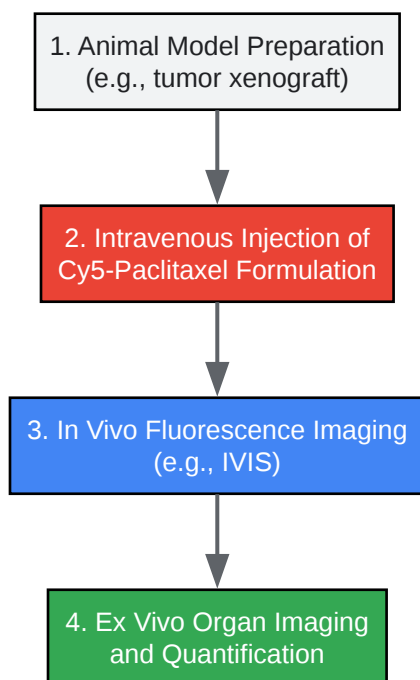 1. Animal Model Preparation
(e.g., tumor xenograft)
2. Intravenous Injection of
Cy5-Paclitaxel Formulation
3. In Vivo Fluorescence Imaging
(e.g., IVIS)
4. Ex Vivo Organ Imaging
and Quantification